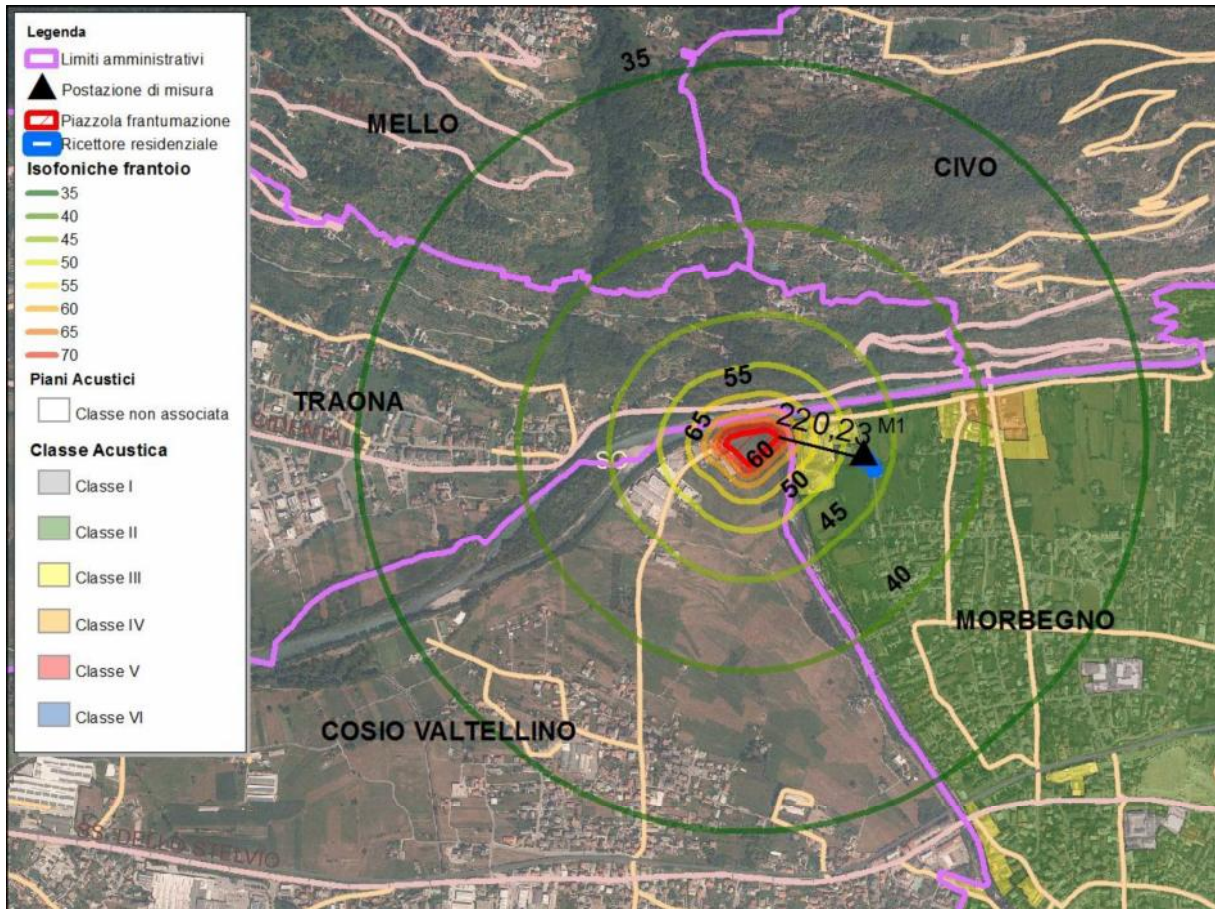 Legenda
Limiti amministrativi
Postazione di misura
Piazzola frantumazione
Ricettore residenziale
Isofoniche frantoio
35
40
45
50
55
60
65
70
Piani Acustici
Classe non associata
Classe Acustica
Classe I
Classe II
Classe III
Classe IV
Classe V
Classe VI
35
MELLO
CIVO
55
TRAONA
65
220,23
M1
60
50
45
40
MORBEGNO
COSIO VALTELLINO
SS. DELLO STELVIO